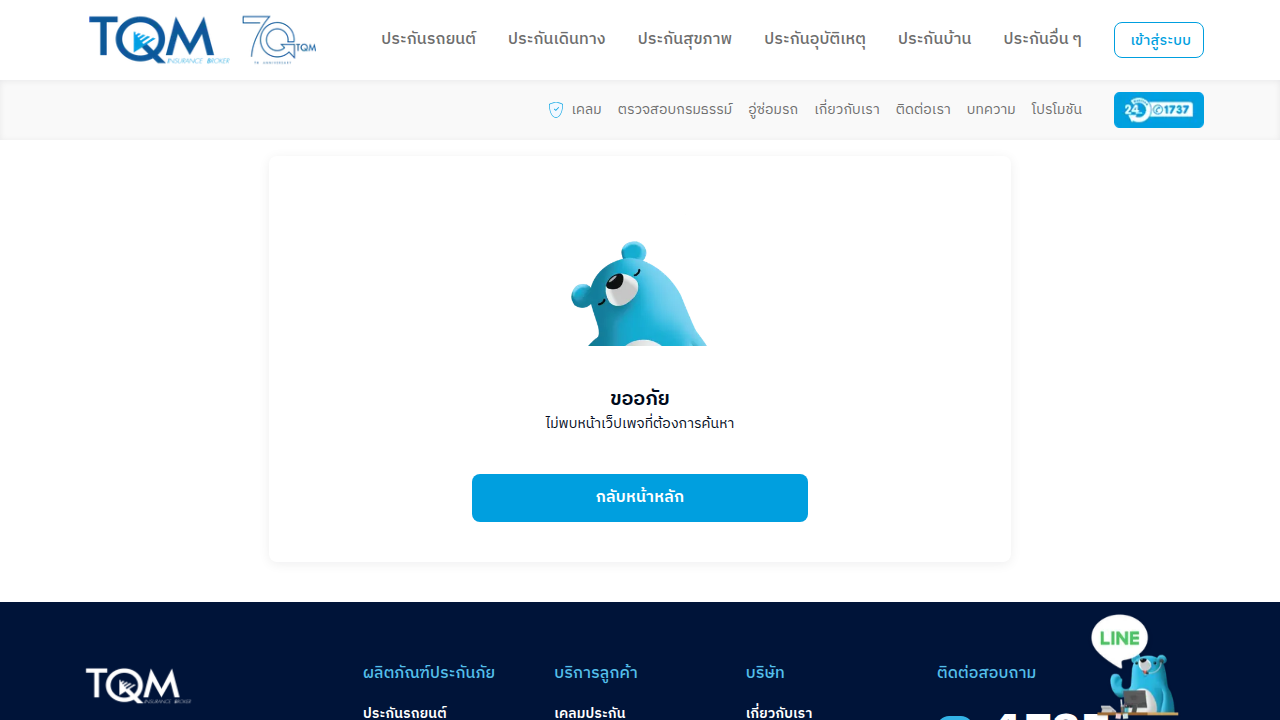 TQM
INSURANCE BROKER
70 TQM
ประกันรถยนต์
ประกันเดินทาง
ประกันสุขภาพ
ประกันอุบัติเหตุ
ประกันบ้าน
ประกันอื่น ๆ
เข้าสู่ระบบ
เคลม
ตรวจสอบกรมธรรม์
อู่ซ่อมรถ
เกี่ยวกับเรา
ติดต่อเรา
บทความ
โปรโมชัน
24 1737
ขออภัย
ไม่พบหน้าเว็ปเพจที่ต้องการค้นหา
กลับหน้าหลัก
LINE
TQM
INSURANCE BROKER
ผลิตภัณฑ์ประกันภัย
บริการลูกค้า
บริษัท
ติดต่อสอบถาม
ประกันรถยนต์
เคลมประกัน
เกี่ยวกับเรา